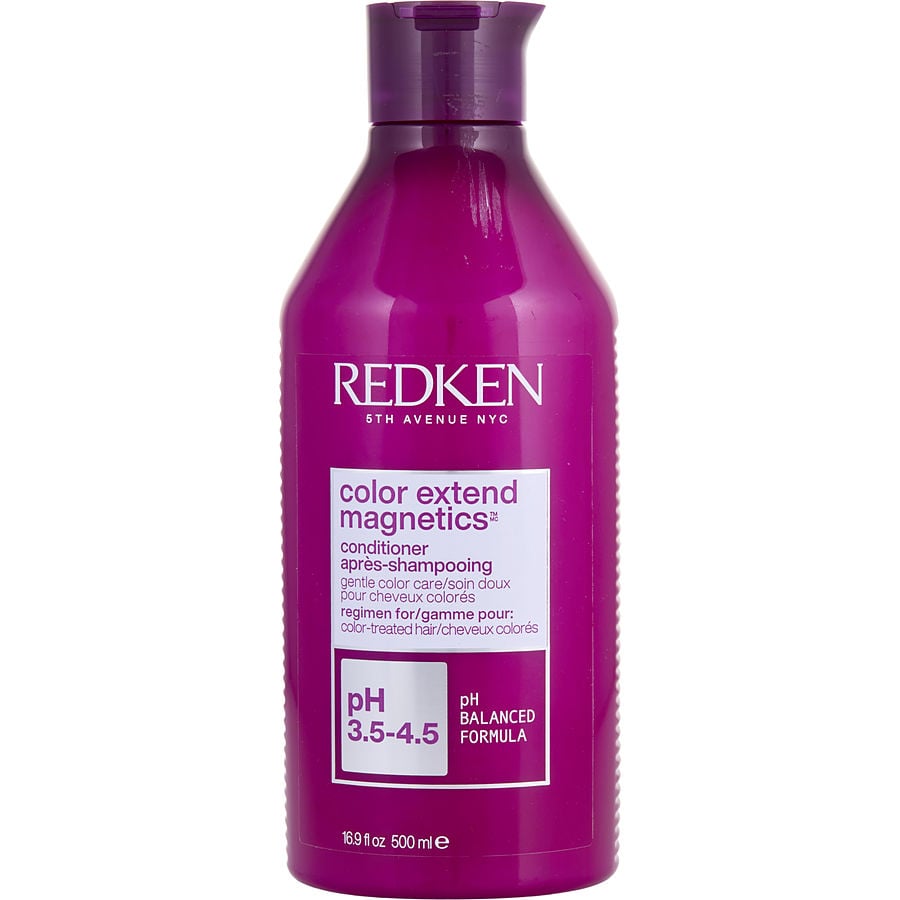 REDKEN
5TH AVENUE NYC
color extend
magnetics™ MC
conditioner
après-shampooing
gentle color care/soin doux
pour cheveux colorés
regimen for/gamme pour:
color-treated hair/cheveux colorés
pH
3.5-4.5
pH
BALANCED
FORMULA
16.9 fl oz 500 ml e